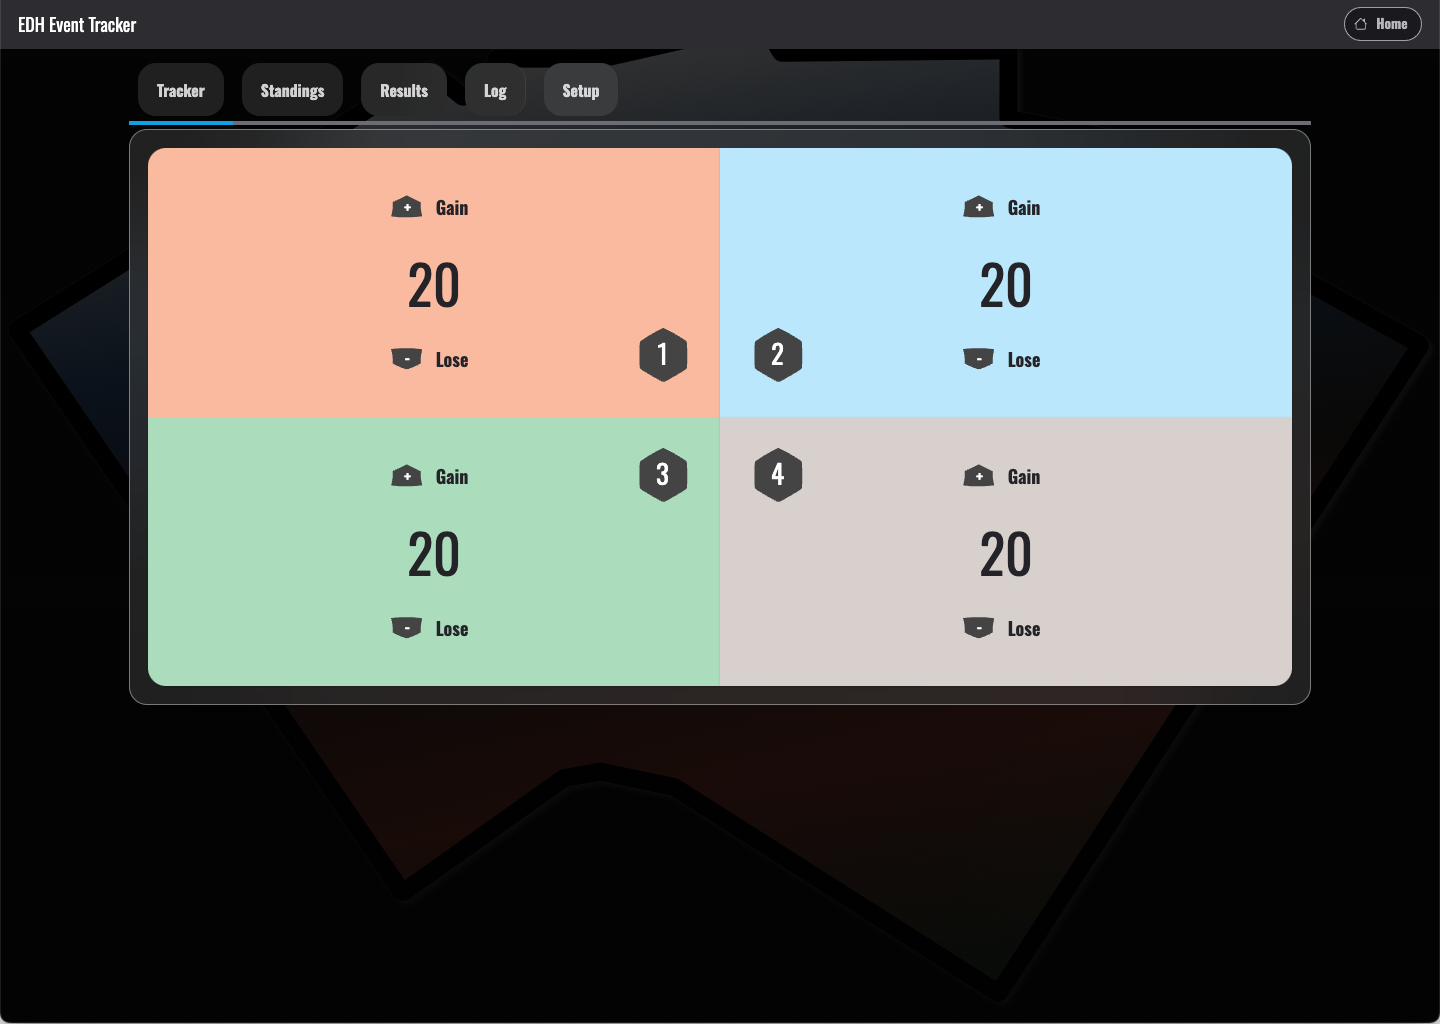 EDH Event Tracker
Home
Tracker
Standings
Results
Log
Setup
+ Gain
20
- Lose
1
+ Gain
20
- Lose
2
+ Gain
20
- Lose
3
+ Gain
20
- Lose
4